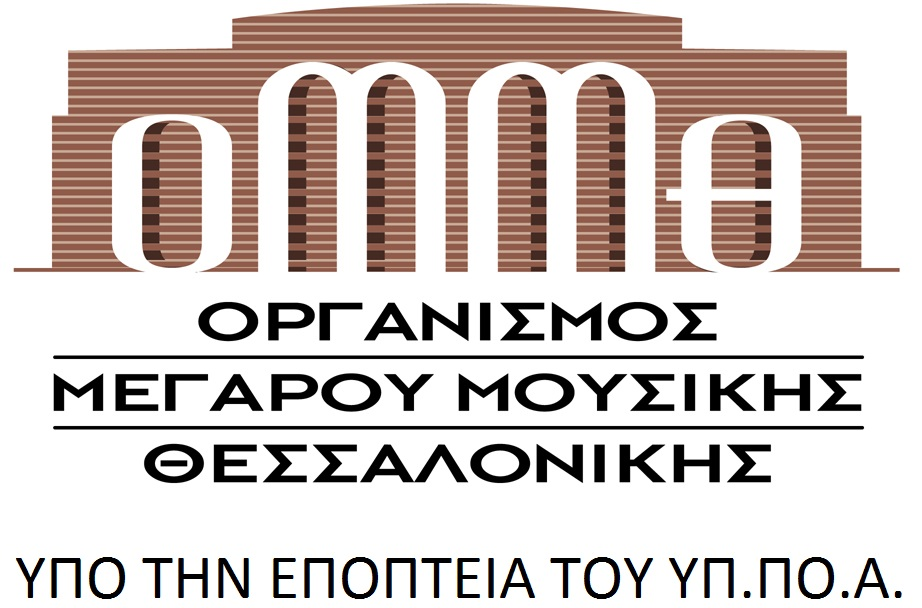 ΟΜΜΘ
ΟΡΓΑΝΙΣΜΟΣ
ΜΕΓΑΡΟΥ ΜΟΥΣΙΚΗΣ
ΘΕΣΣΑΛΟΝΙΚΗΣ
ΥΠΟ ΤΗΝ ΕΠΟΠΤΕΙΑ ΤΟΥ ΥΠ.ΠΟ.Α.